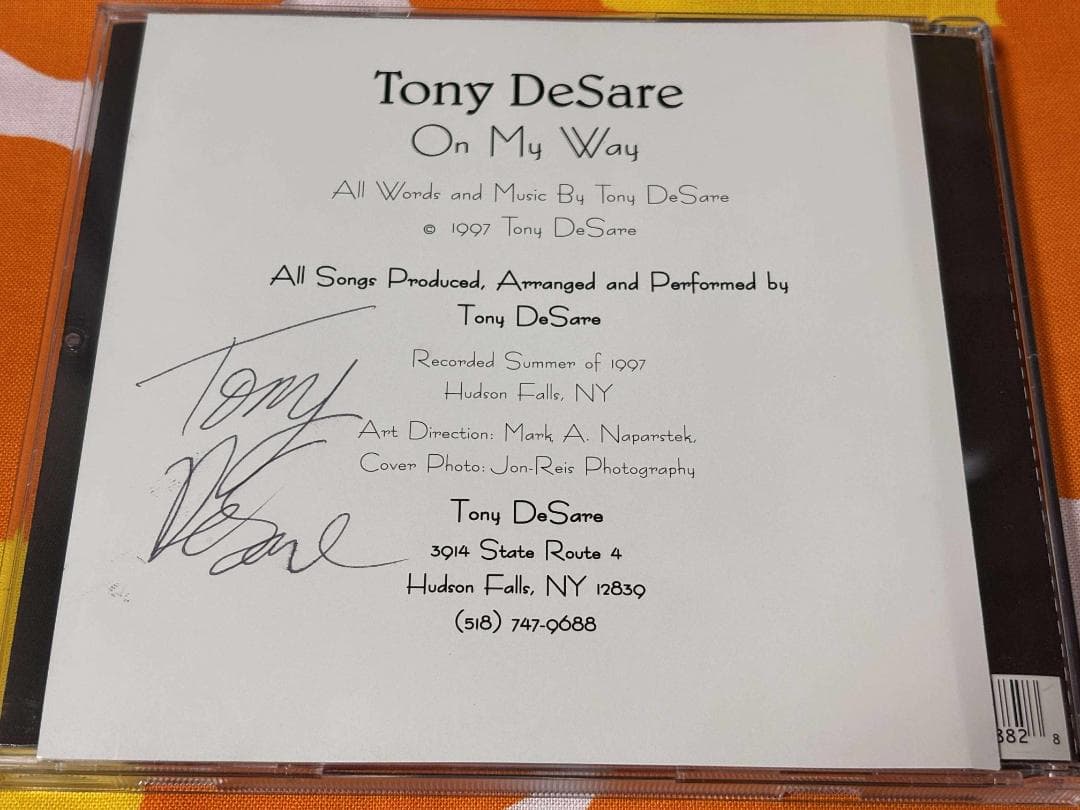 Tony DeSare
On My Way
All Words and Music By Tony DeSare
© 1997 Tony DeSare
All Songs Produced, Arranged and Performed by
Tony DeSare
Recorded Summer of 1997
Hudson Falls, NY
Art Direction: Mark A. Naparstek,
Cover Photo: Jon-Reis Photography
Tony DeSare
3914 State Route 4
Hudson Falls, NY 12839
(518) 747-9688
Tony
DeSare
882 8